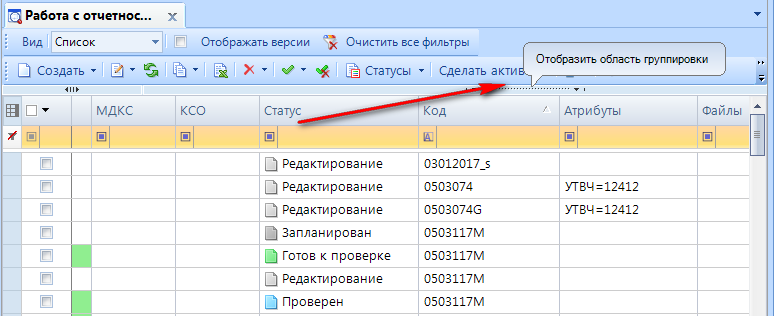 Работа с отчетнос...
Вид Список Отображать версии Очистить все фильтры
Отобразить область группировки
Создать Статусы Сделать актив
МДКС КСО Статус Код Атрибуты Файлы
A
Редактирование 03012017_s
Редактирование 0503074 УТВЧ=12412
Редактирование 0503074G УТВЧ=12412
Запланирован 0503117M
Готов к проверке 0503117M
Редактирование 0503117M
Проверен 0503117M